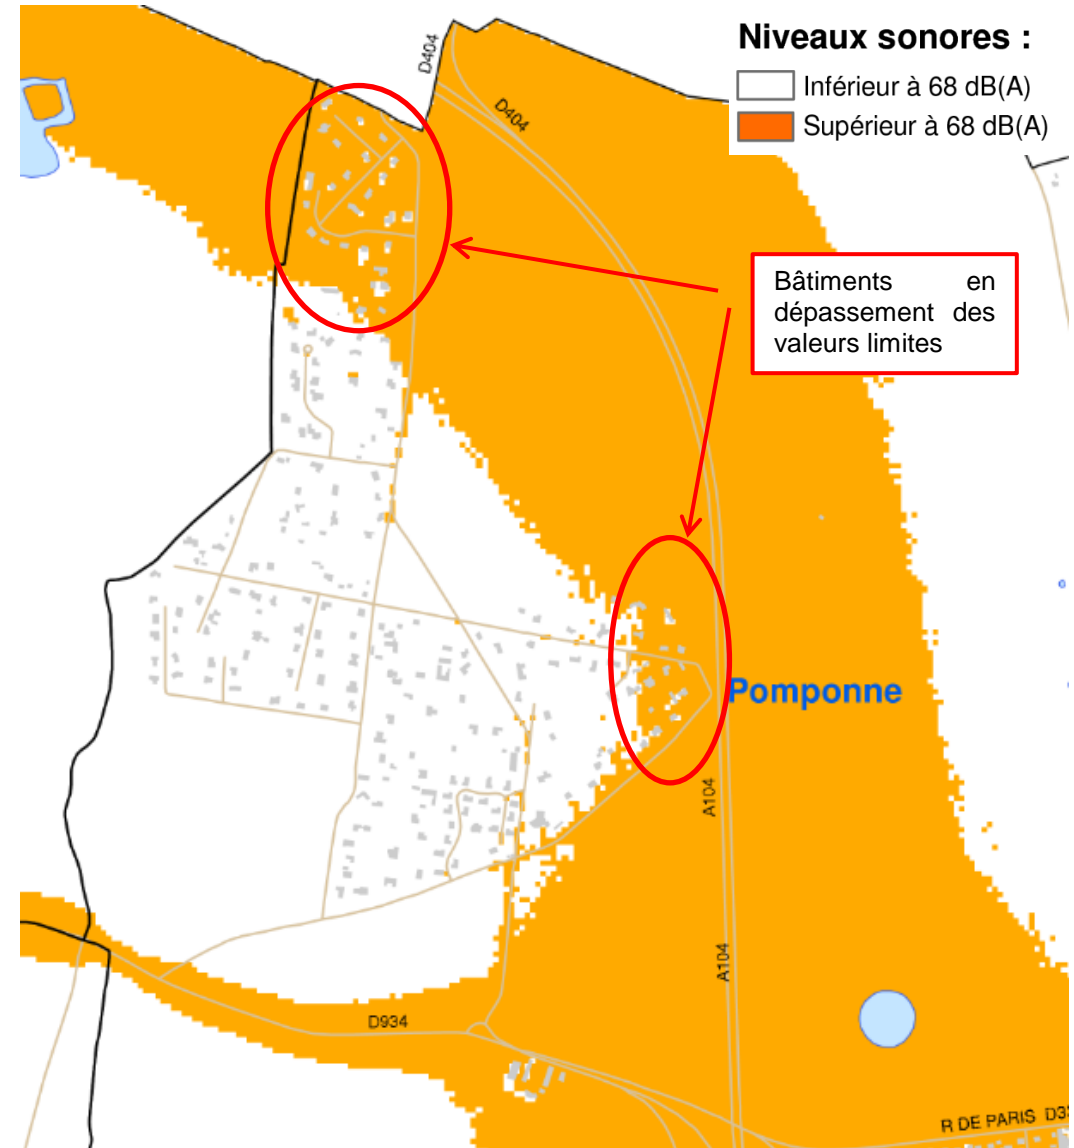 Niveaux sonores :
Inférieur à 68 dB(A)
Supérieur à 68 dB(A)
D404
D404
Bâtiments en
dépassement des
valeurs limites
Pomponne
A104
A104
D934
R DE PARIS